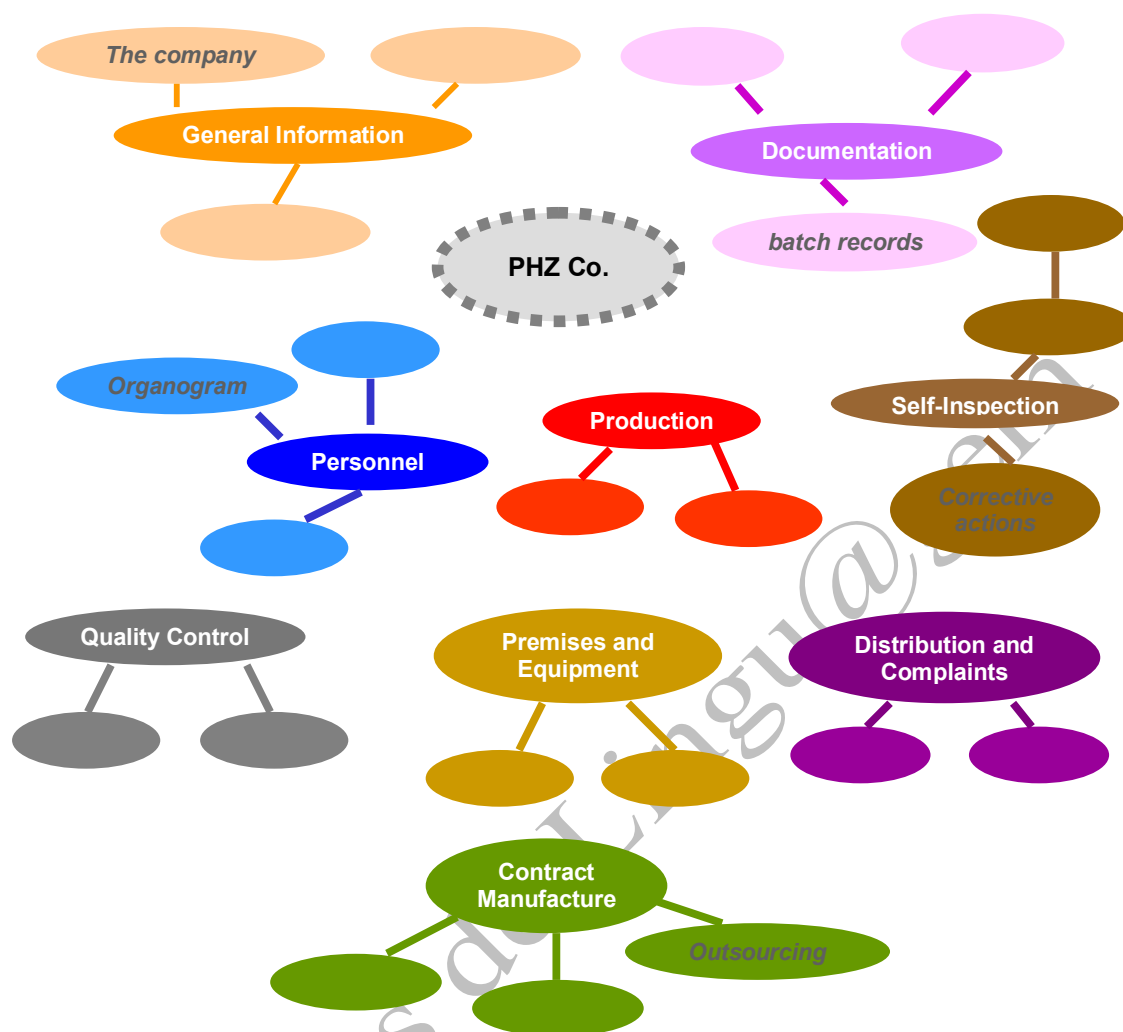 The company
General Information
Documentation
batch records
PHZ Co.
Organogram
Personnel
Production
Self-Inspection
Corrective
actions
Quality Control
Premises and
Equipment
Distribution and
Complaints
Contract
Manufacture
Outsourcing